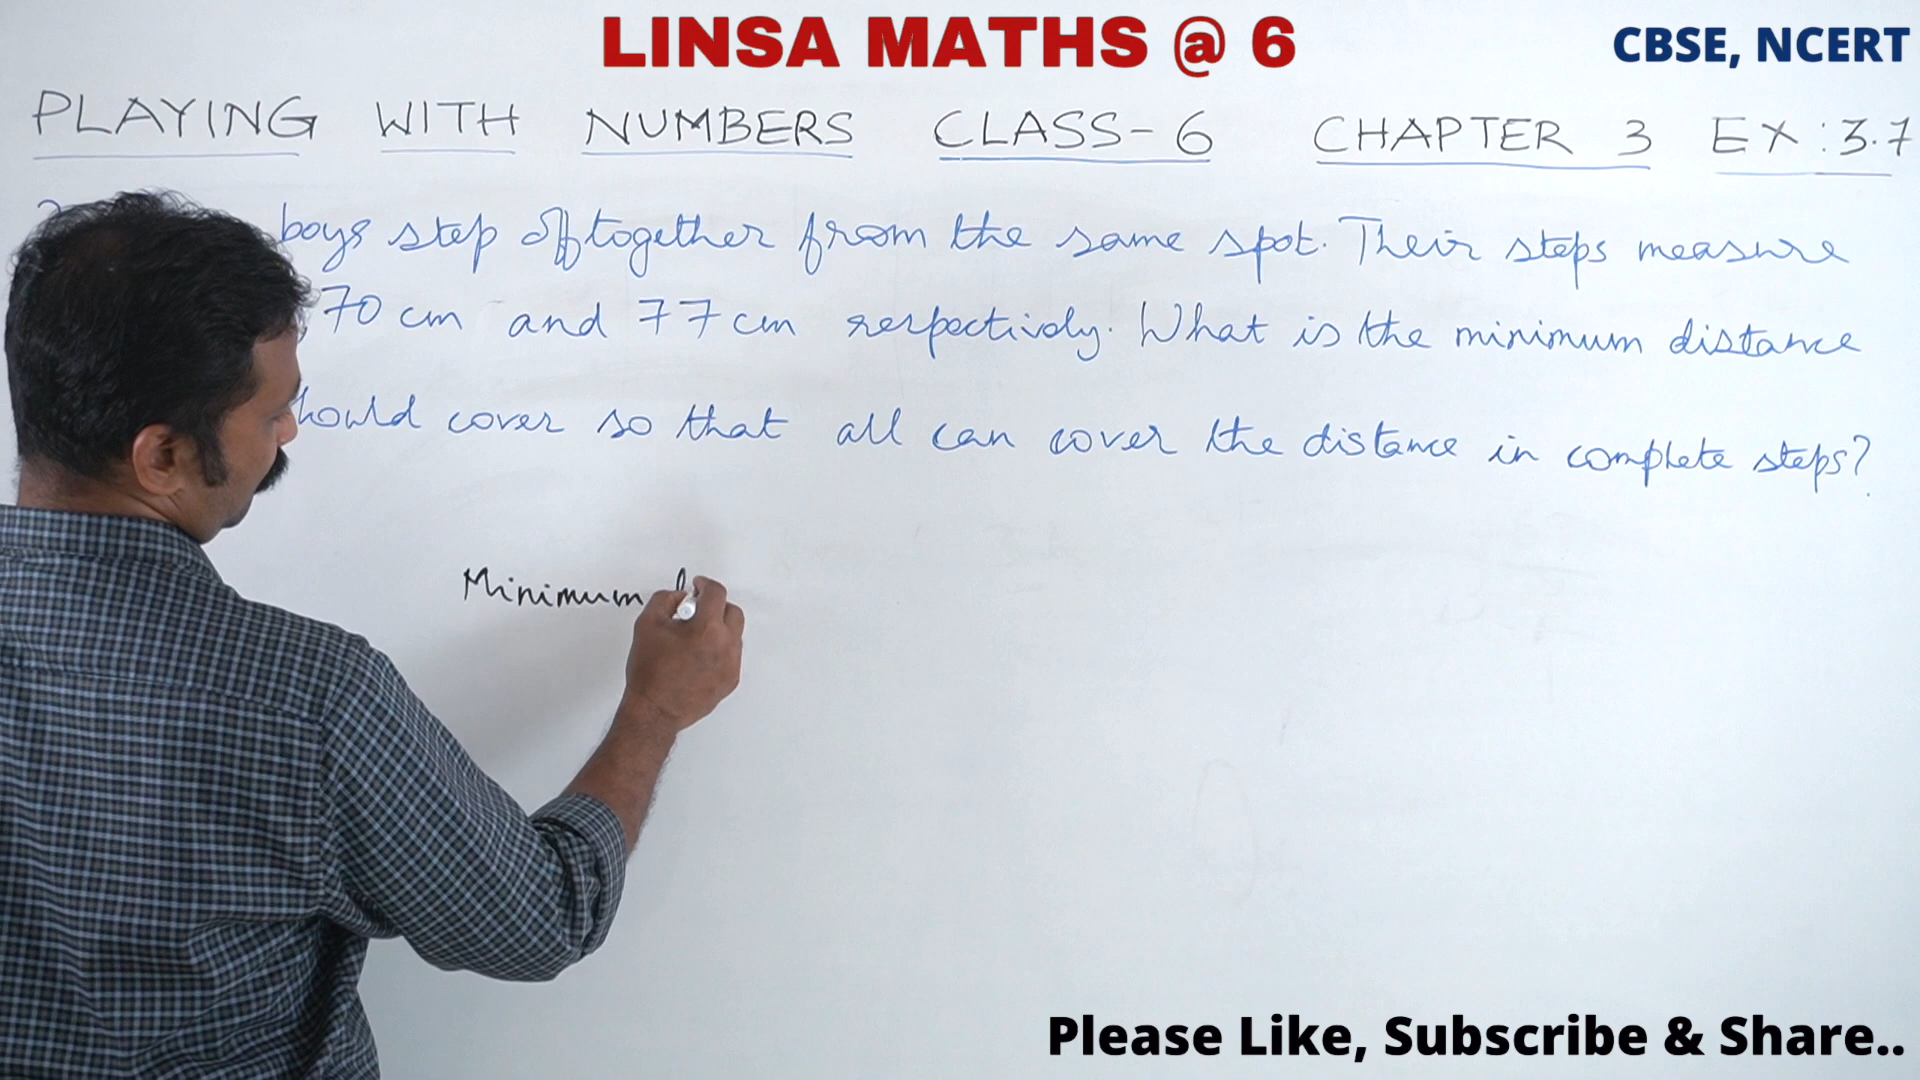 LINSA MATHS @ 6
CBSE, NCERT
PLAYING WITH NUMBERS CLASS-6 CHAPTER 3 EX:3.7
boys step off together from the same spot. Their steps measure
70 cm and 77 cm respectively. What is the minimum distance
hould cover so that all can cover the distance in complete steps?
Minimum
Please Like, Subscribe & Share..